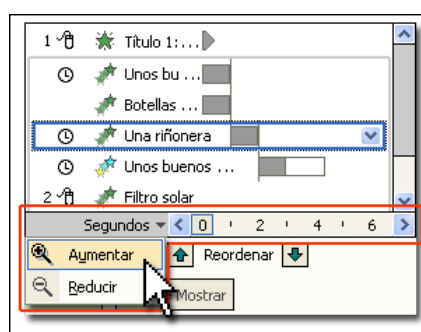 1 Título 1:...
Unos bu ...
Botellas ...
Una riñonera
Unos buenos ...
2 Filtro solar
Segundos 0 2 4 6
Aumentar Reordenar
Reducir Mostrar